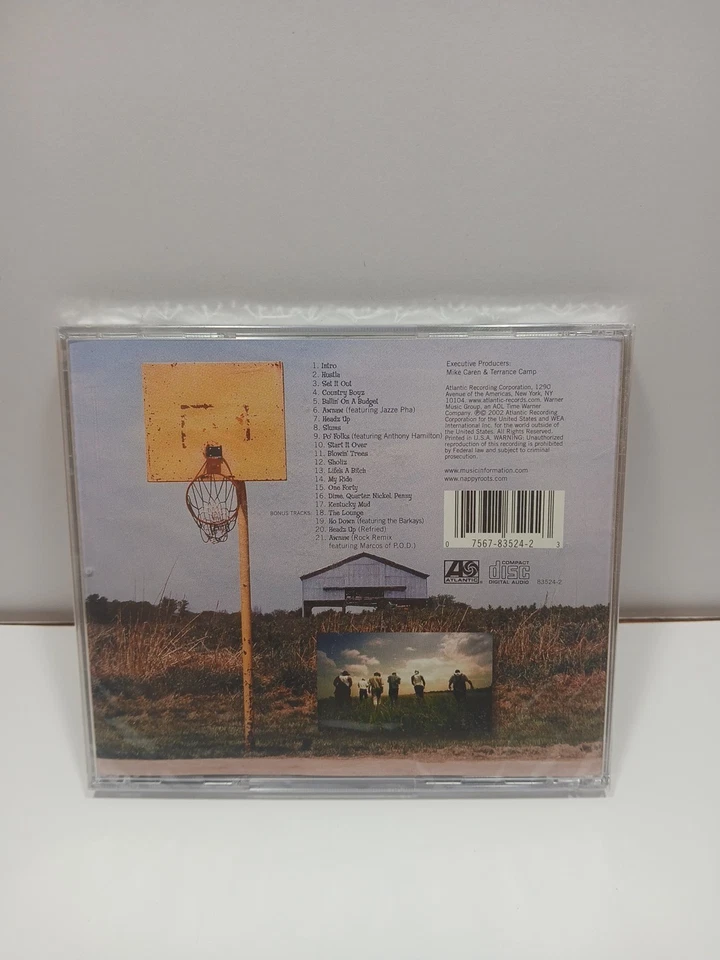 1. Intro
2. Hustla
3. Set It Out
4. Country Boyz
5. Ballin' On A Budget
6. Awnaw (featuring Jazze Pha)
7. Headz Up
8. Slums
9. Po' Folks (featuring Anthony Hamilton)
10. Start It Over
11. Blowin' Trees
12. Sholiz
13. Life's A Bitch
14. My Ride
15. One Forty
16. Dime, Quarter, Nickel, Penny
17. Kentucky Mud
BONUS TRACKS: 18. The Lounge
19. Ho Down (featuring the Barkays)
20. Headz Up (Refried)
21. Awnaw (Rock Remix
featuring Marcos of P.O.D.)
Executive Producers:
Mike Caren & Terrance Camp
Atlantic Recording Corporation, 1290
Avenue of the Americas, New York, NY
10104. www.atlantic-records.com. Warner
Music Group, an AOL Time Warner
Company. ℗© 2002 Atlantic Recording
Corporation for the United States and WEA
International Inc. for the world outside of
the United States. All Rights Reserved.
Printed in U.S.A. WARNING: Unauthorized
reproduction of this recording is prohibited
by Federal law and subject to criminal
prosecution.
www.musicinformation.com
www.nappyroots.com
0 7567-83524-2 3
ATLANTIC
COMPACT
disc
DIGITAL AUDIO
83524-2